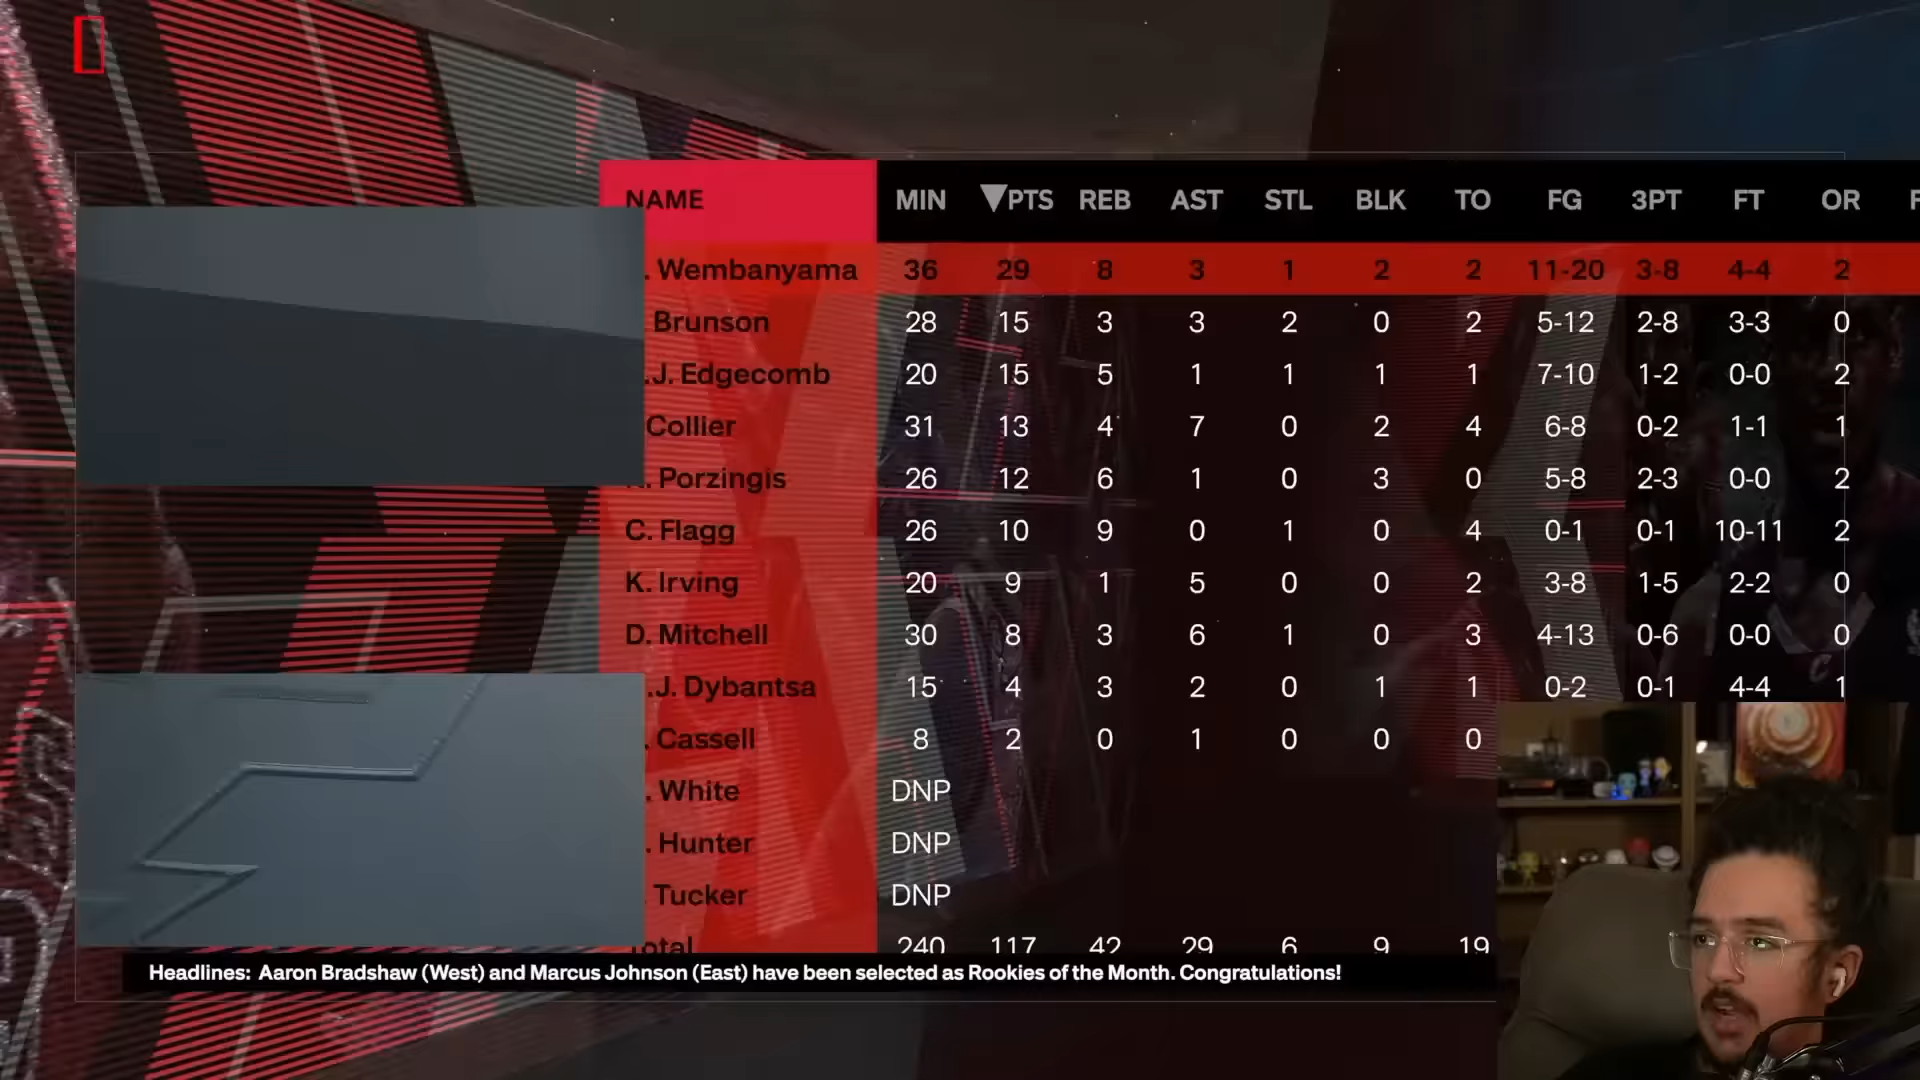 NAME MIN ▼PTS REB AST STL BLK TO FG 3PT FT OR
. Wembanyama 36 29 8 3 1 2 2 11-20 3-8 4-4 2
Brunson 28 15 3 3 2 0 2 5-12 2-8 3-3 0
.J. Edgecomb 20 15 5 1 1 1 1 7-10 1-2 0-0 2
Collier 31 13 4 7 0 2 4 6-8 0-2 1-1 1
. Porzingis 26 12 6 1 0 3 0 5-8 2-3 0-0 2
C. Flagg 26 10 9 0 1 0 4 0-1 0-1 10-11 2
K. Irving 20 9 1 5 0 0 2 3-8 1-5 2-2 0
D. Mitchell 30 8 3 6 1 0 3 4-13 0-6 0-0 0
.J. Dybantsa 15 4 3 2 0 1 1 0-2 0-1 4-4 1
. Cassell 8 2 0 1 0 0 0
. White DNP
. Hunter DNP
. Tucker DNP
Total 240 117 42 29 6 9 19
Headlines: Aaron Bradshaw (West) and Marcus Johnson (East) have been selected as Rookies of the Month. Congratulations!